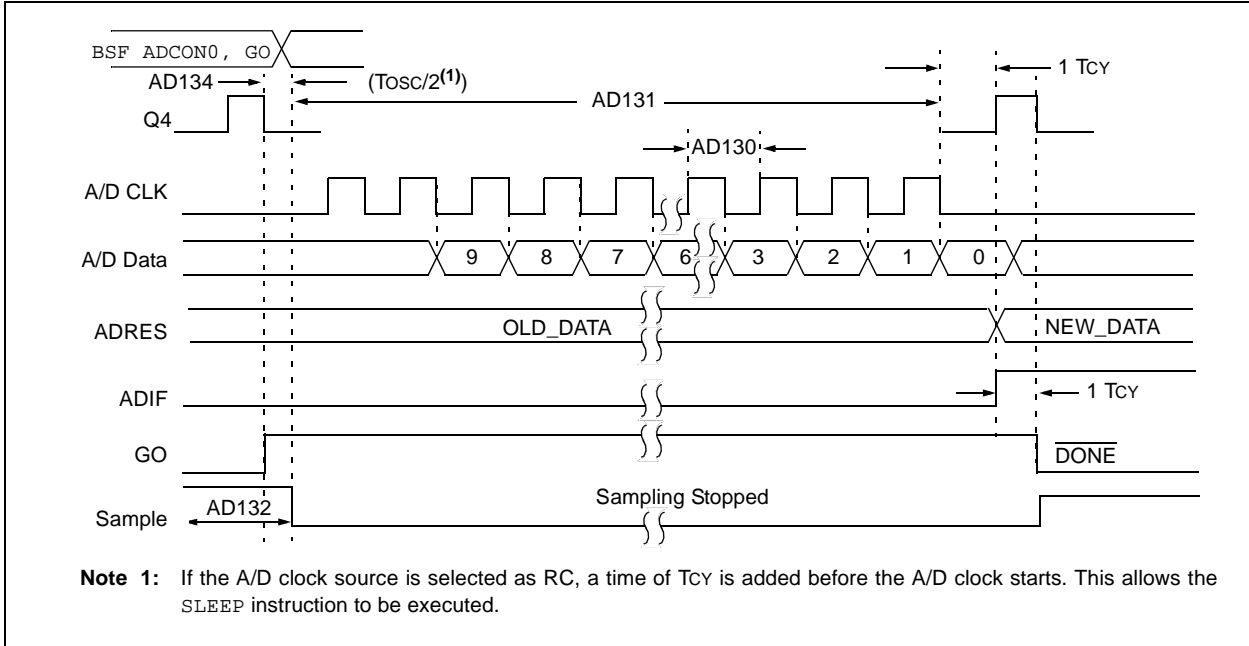 BSF ADCON0, GO
AD134 (TOSC/2(1)) 1 TCY
AD131
Q4
AD130
A/D CLK
A/D Data 9 8 7 6 3 2 1 0
ADRES OLD_DATA NEW_DATA
ADIF 1 TCY
GO DONE
Sample AD132 Sampling Stopped
Note 1: If the A/D clock source is selected as RC, a time of TCY is added before the A/D clock starts. This allows the
SLEEP instruction to be executed.